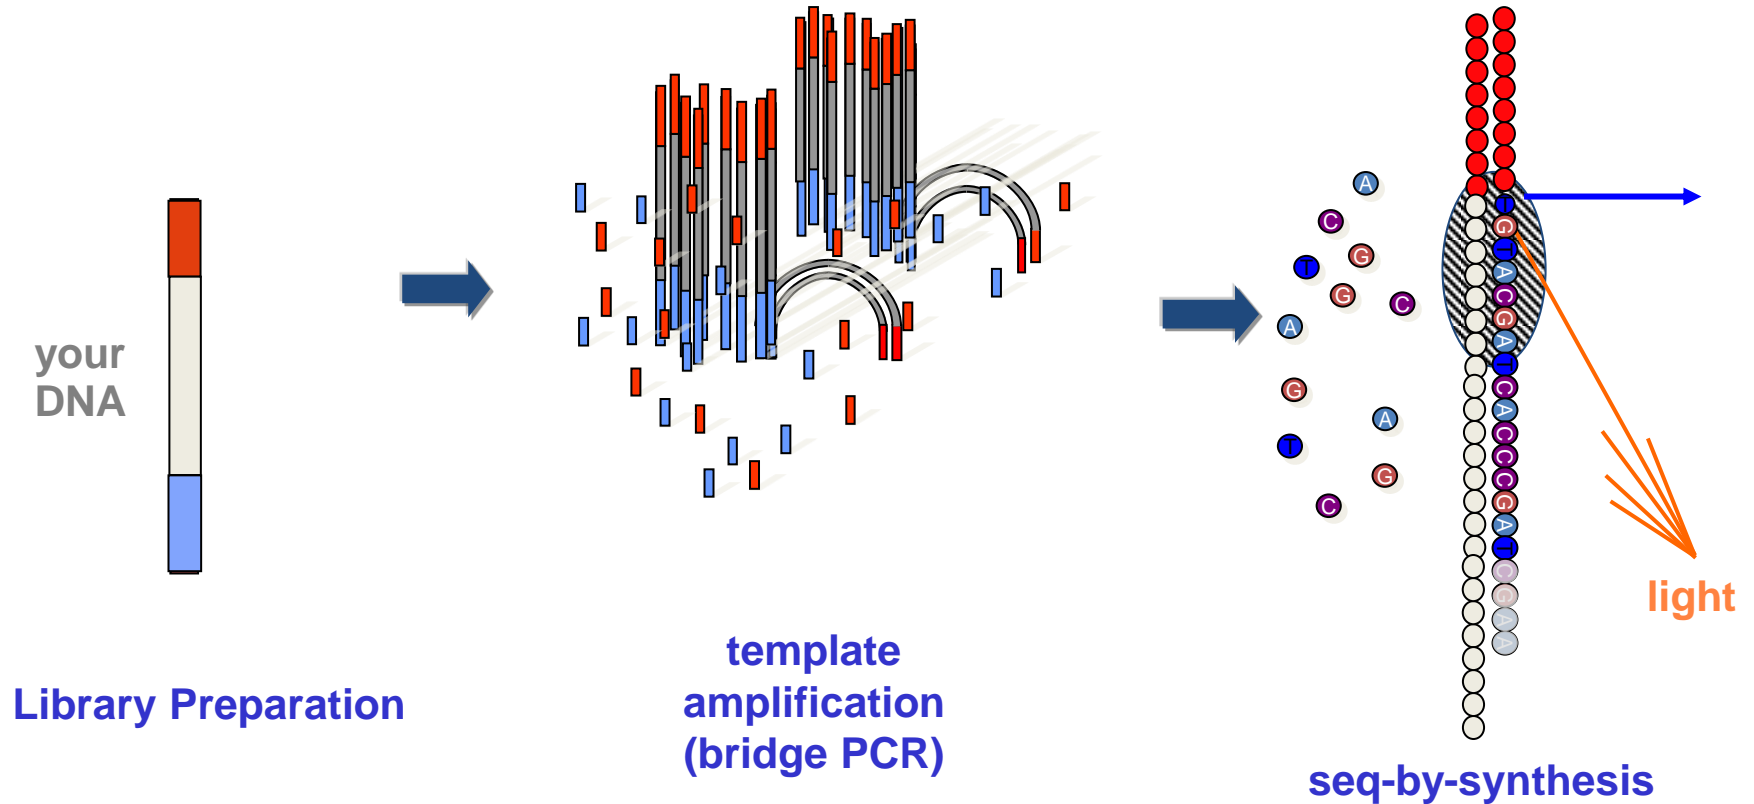 your
DNA
Library Preparation
template
amplification
(bridge PCR)
A
C
G
T
G
C
A
G
A
T
G
C
T
G
T
A
C
G
A
T
C
A
C
C
C
G
A
T
C
G
A
A
light
seq-by-synthesis